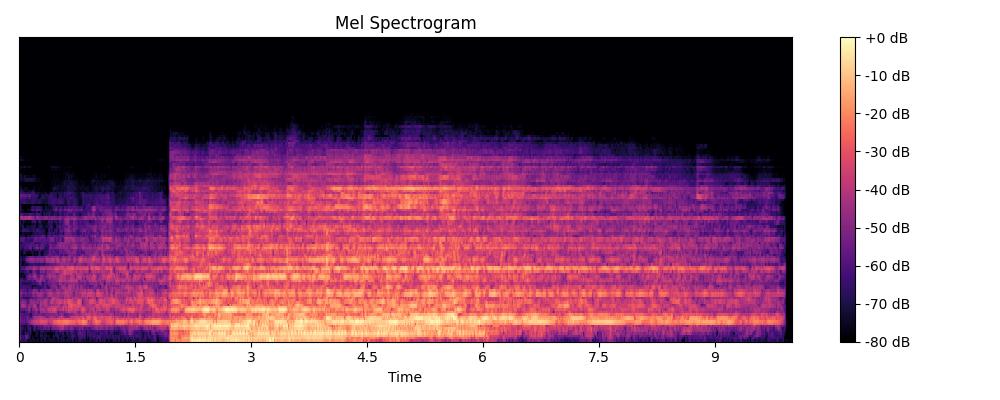 Mel Spectrogram
+0 dB
-10 dB
-20 dB
-30 dB
-40 dB
-50 dB
-60 dB
-70 dB
-80 dB
0 1.5 3 4.5 6 7.5 9
Time